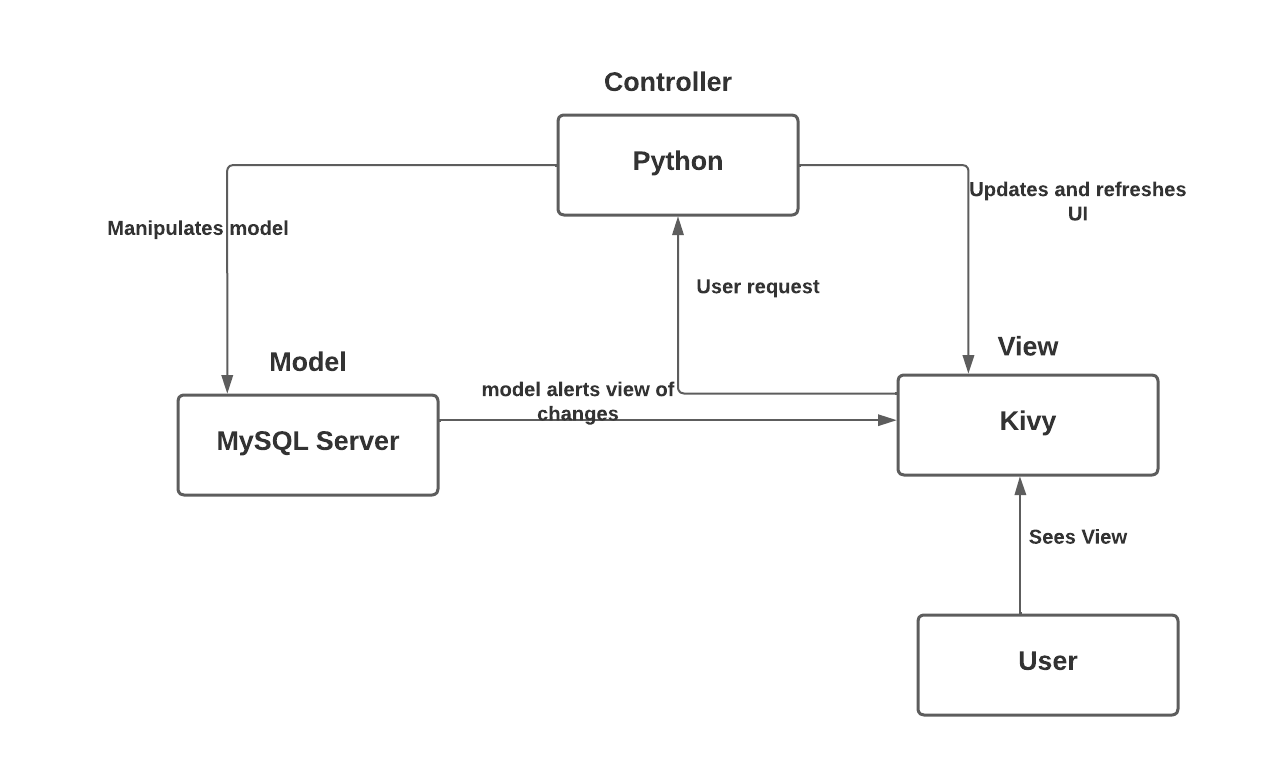 Controller
Python
Updates and refreshes
UI
Manipulates model
User request
View
Model
model alerts view of
changes
Kivy
MySQL Server
Sees View
User